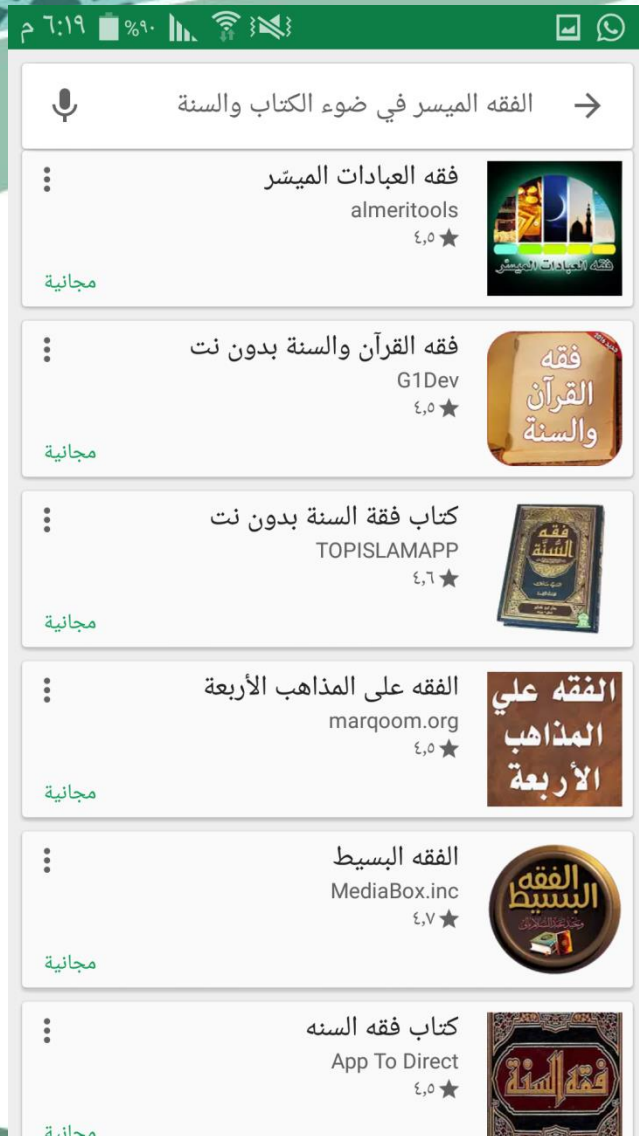 ٦:١٩ م
%٩٠
الفقه الميسر في ضوء الكتاب والسنة
فقه العبادات الميسّر
almeritools
٤,٥
مجانية
فقه العبادات الميسّر
فقه القرآن والسنة بدون نت
G1Dev
٤,٥
مجانية
فقه
القرآن
والسنة
كتاب فقة السنة بدون نت
TOPISLAMAPP
٤,٦
مجانية
فقه
السنة
الفقه على المذاهب الأربعة
marqoom.org
٤,٥
مجانية
الفقه علي
المذاهب
الأربعة
الفقه البسيط
MediaBox.inc
٤,٧
مجانية
الفقه
البسيط
كتاب فقه السنه
App To Direct
٤,٥
مجانية
فقه السنة